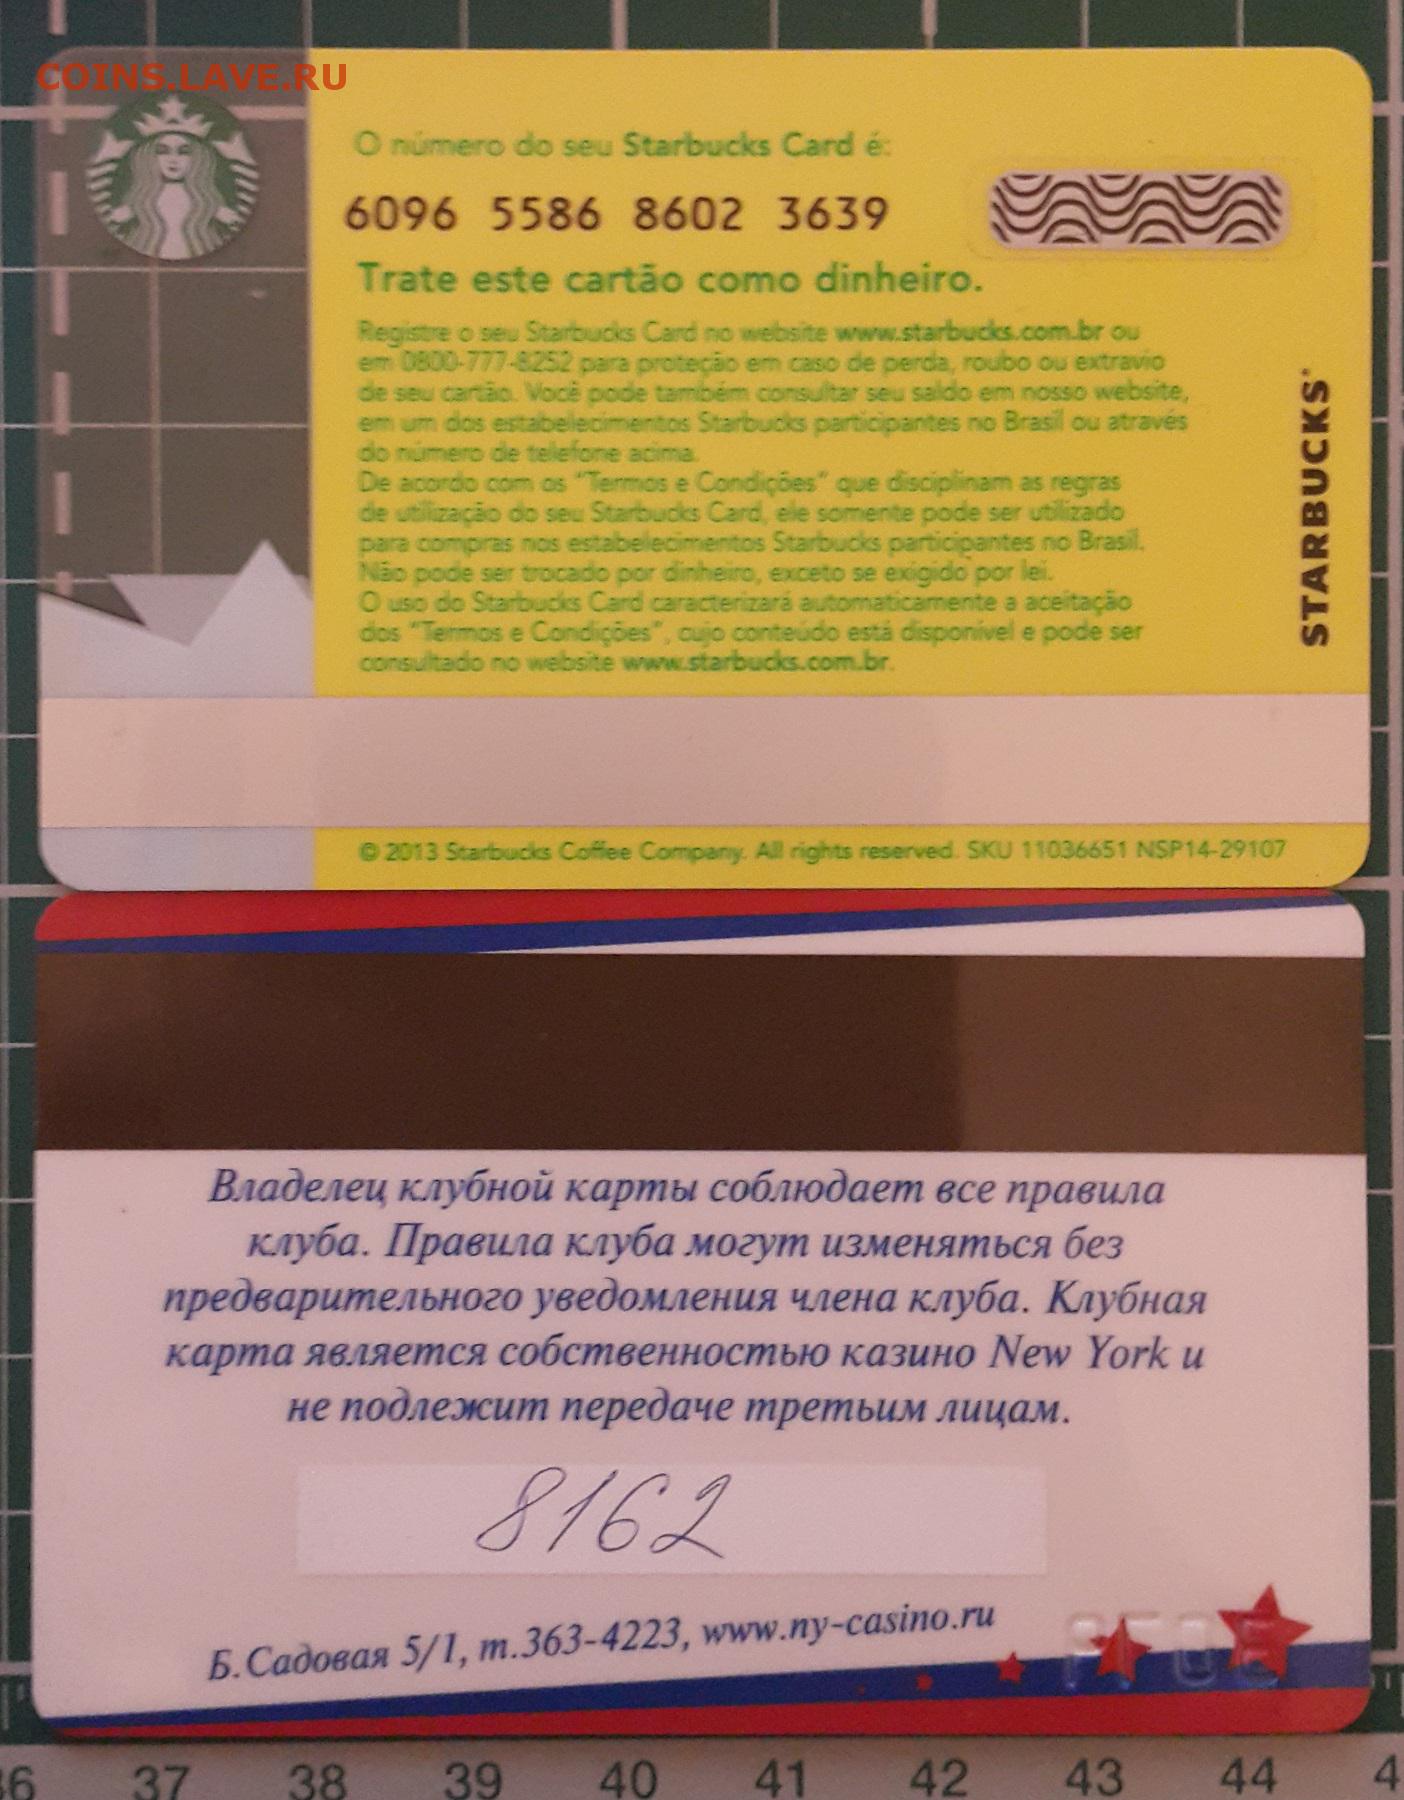 COINS.LAVE.RU
O número do seu Starbucks Card é:
6096 5586 8602 3639
Trate este cartão como dinheiro.
Registre o seu Starbucks Card no website www.starbucks.com.br ou
em 0800-777-8252 para proteção em caso de perda, roubo ou extravio
de seu cartão. Você pode também consultar seu saldo em nosso website,
em um dos estabelecimentos Starbucks participantes no Brasil ou através
do número de telefone acima.
De acordo com os "Termos e Condições" que disciplinam as regras
de utilização do seu Starbucks Card, ele somente pode ser utilizado
para compras nos estabelecimentos Starbucks participantes no Brasil.
Não pode ser trocado por dinheiro, exceto se exigido por lei.
O uso do Starbucks Card caracterizará automaticamente a aceitação
dos "Termos e Condições", cujo conteúdo está disponível e pode ser
consultado no website www.starbucks.com.br.
STARBUCKS
© 2013 Starbucks Coffee Company. All rights reserved. SKU 11036651 NSP14-29107
Владелец клубной карты соблюдает все правила
клуба. Правила клуба могут изменяться без
предварительного уведомления члена клуба. Клубная
карта является собственностью казино New York и
не подлежит передаче третьим лицам.
8162
Б.Садовая 5/1, т.363-4223, www.ny-casino.ru
37 38 39 40 41 42 43 44